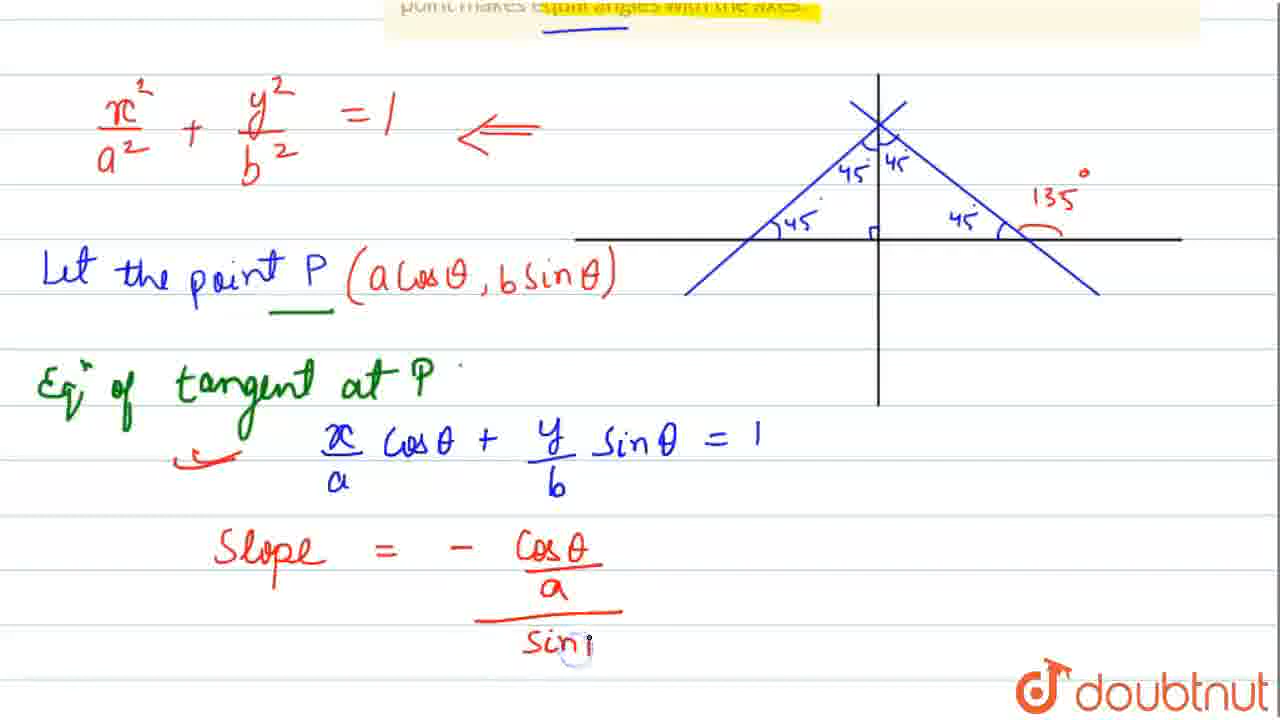 point makes equal angles with the axes.
x²/a² + y²/b² = 1 ⇐
45° 45°
45° 45° 135°
Let the point P (a cosθ, b sinθ)
Eqⁿ of tangent at P
x/a cosθ + y/b sinθ = 1
Slope = - (cosθ/a)/sin
doubtnut